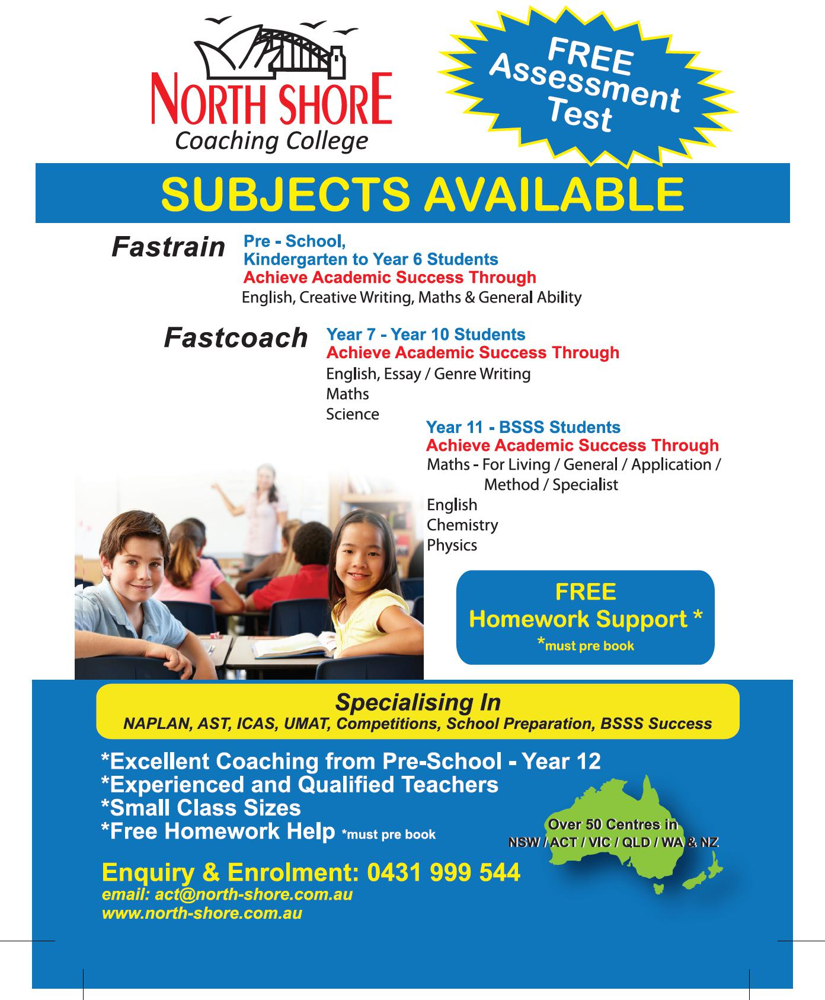 NORTH SHORE
Coaching College
FREE
Assessment
Test
SUBJECTS AVAILABLE
Fastrain
Pre - School,
Kindergarten to Year 6 Students
Achieve Academic Success Through
English, Creative Writing, Maths & General Ability
Fastcoach
Year 7 - Year 10 Students
Achieve Academic Success Through
English, Essay / Genre Writing
Maths
Science
Year 11 - BSSS Students
Achieve Academic Success Through
Maths - For Living / General / Application /
Method / Specialist
English
Chemistry
Physics
FREE
Homework Support *
*must pre book
Specialising In
NAPLAN, AST, ICAS, UMAT, Competitions, School Preparation, BSSS Success
*Excellent Coaching from Pre-School - Year 12
*Experienced and Qualified Teachers
*Small Class Sizes
*Free Homework Help *must pre book
Over 50 Centres in
NSW / ACT / VIC / QLD / WA & NZ
Enquiry & Enrolment: 0431 999 544
email: act@north-shore.com.au
www.north-shore.com.au